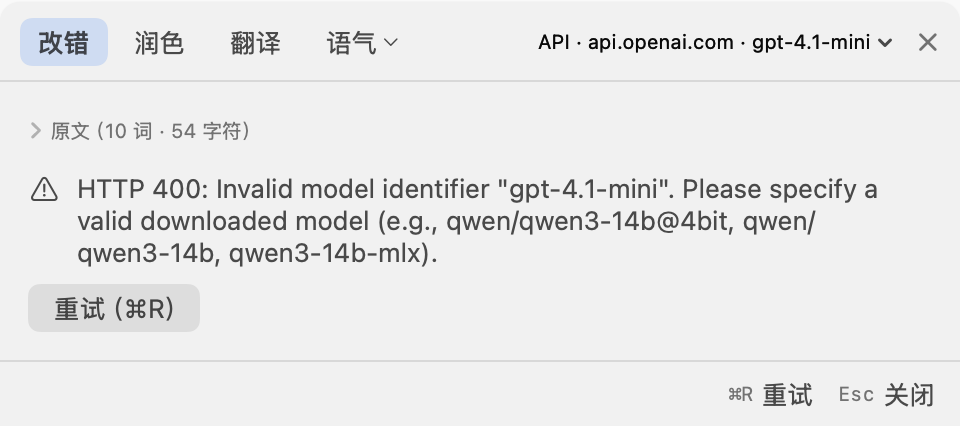 改错 润色 翻译 语气 API · api.openai.com · gpt-4.1-mini
原文 (10 词 · 54 字符)
HTTP 400: Invalid model identifier "gpt-4.1-mini". Please specify a
valid downloaded model (e.g., qwen/qwen3-14b@4bit, qwen/
qwen3-14b, qwen3-14b-mlx).
重试 (⌘R)
⌘R 重试 Esc 关闭